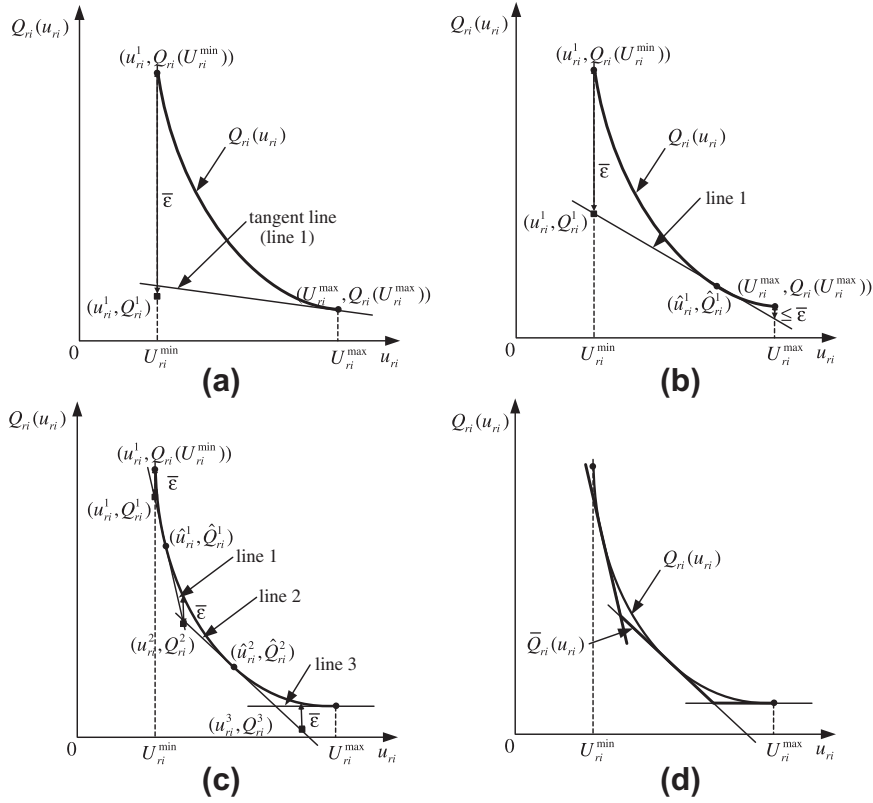 Q_ri(u_ri)
(u_ri^1, Q_ri(U_ri^min))
Q_ri(u_ri)
ε̅
tangent line
(line 1)
(u_ri^1, Q_ri^1)
(U_ri^max, Q_ri(U_ri^max))
0
U_ri^min
U_ri^max
u_ri
(a)
Q_ri(u_ri)
(u_ri^1, Q_ri(U_ri^min))
Q_ri(u_ri)
ε̅
line 1
(u_ri^1, Q_ri^1)
(U_ri^max, Q_ri(U_ri^max))
(û_ri^1, Q̂_ri^1)
≤ ε̅
0
U_ri^min
U_ri^max
u_ri
(b)
Q_ri(u_ri)
(u_ri^1, Q_ri(U_ri^min))
ε̅
(u_ri^1, Q_ri^1)
(û_ri^1, Q̂_ri^1)
line 1
line 2
ε̅
(u_ri^2, Q_ri^2)
(û_ri^2, Q̂_ri^2)
line 3
(u_ri^3, Q_ri^3)
ε̅
0
U_ri^min
U_ri^max
u_ri
(c)
Q_ri(u_ri)
Q_ri(u_ri)
Q̅_ri(u_ri)
0
U_ri^min
U_ri^max
u_ri
(d)